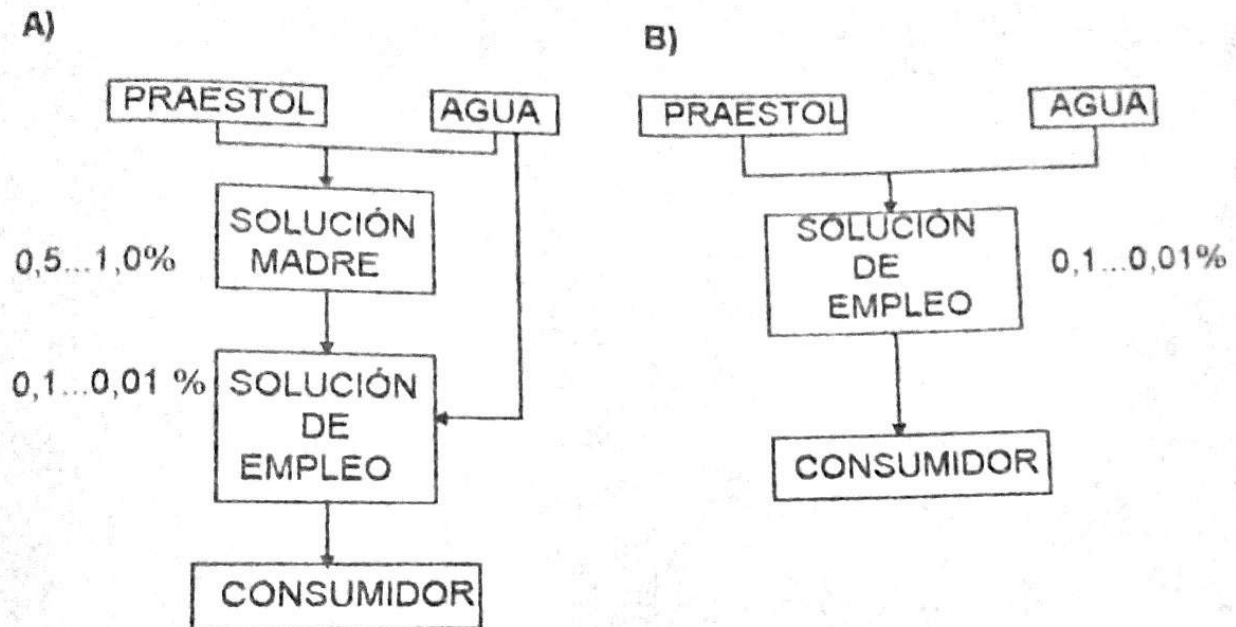 A)
PRAESTOL
AGUA
SOLUCIÓN
MADRE
0,5...1,0%
SOLUCIÓN
DE
EMPLEO
0,1...0,01 %
CONSUMIDOR
B)
PRAESTOL
AGUA
SOLUCIÓN
DE
EMPLEO
0,1...0,01%
CONSUMIDOR